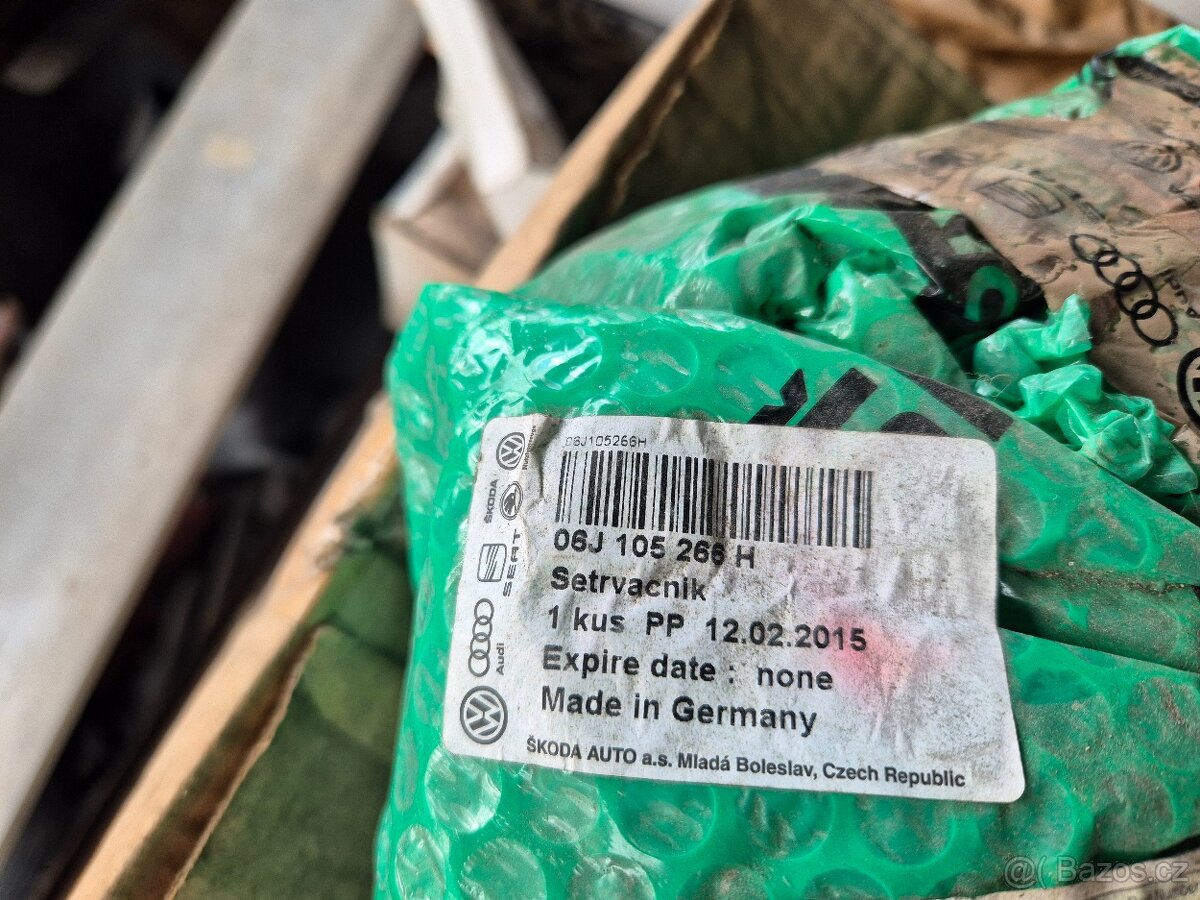 06J105266H
06J 105 266 H
Setrvacnik
1 kus PP 12.02.2015
Expire date : none
Made in Germany
ŠKODA AUTO a.s. Mladá Boleslav, Czech Republic
ŠKODA
SEAT
Audi
Audi
Bazos.cz